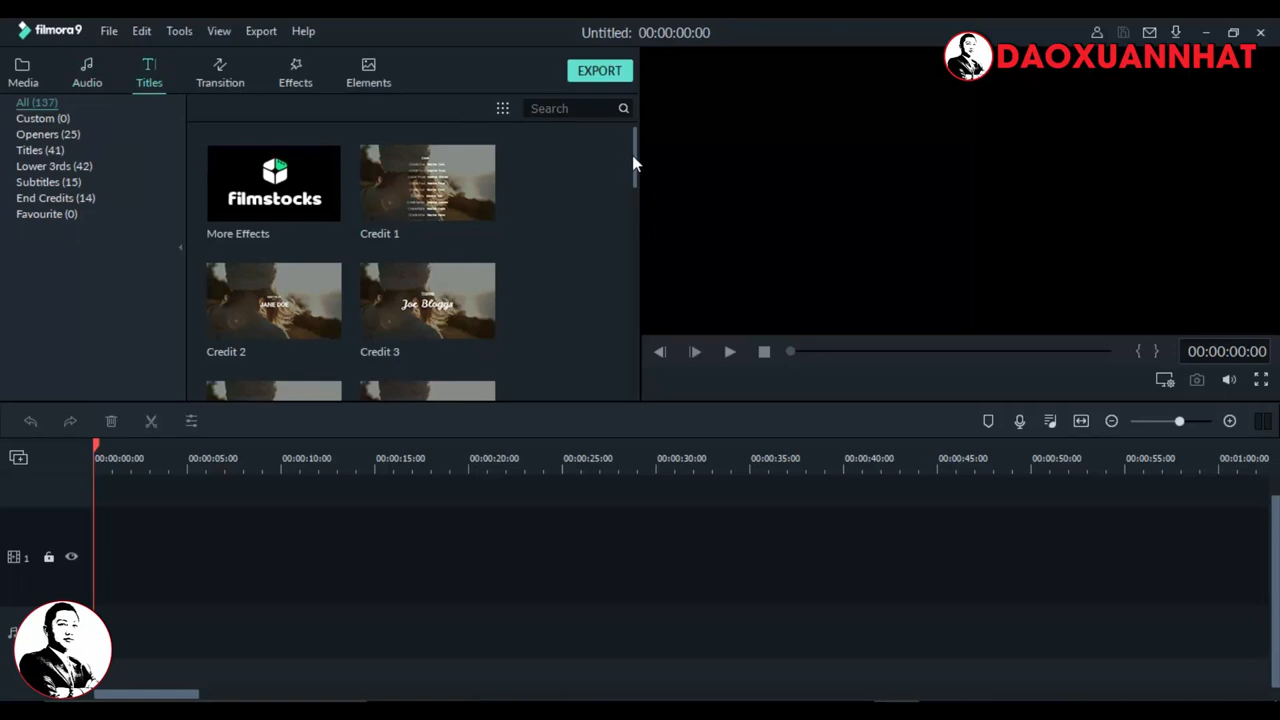 filmora9 File Edit Tools View Export Help Untitled: 00:00:00:00
DAOXUANNHAT
Media Audio Titles Transition Effects Elements EXPORT
All (137)
Custom (0)
Openers (25)
Titles (41)
Lower 3rds (42)
Subtitles (15)
End Credits (14)
Favourite (0)
Search
filmstocks
More Effects Credit 1
JANE DOE Joe Bloggs
Credit 2 Credit 3
00:00:00:00
00:00:00:00 00:00:05:00 00:00:10:00 00:00:15:00 00:00:20:00 00:00:25:00 00:00:30:00 00:00:35:00 00:00:40:00 00:00:45:00 00:00:50:00 00:00:55:00 00:01:00:00
1